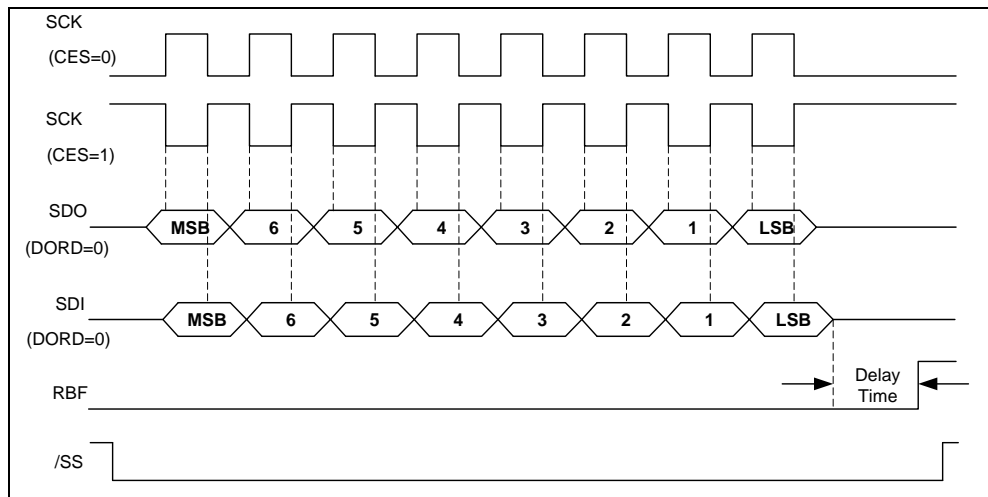 SCK
(CES=0)
SCK
(CES=1)
SDO
(DORD=0)
MSB 6 5 4 3 2 1 LSB
SDI
(DORD=0)
MSB 6 5 4 3 2 1 LSB
RBF
Delay
Time
/SS